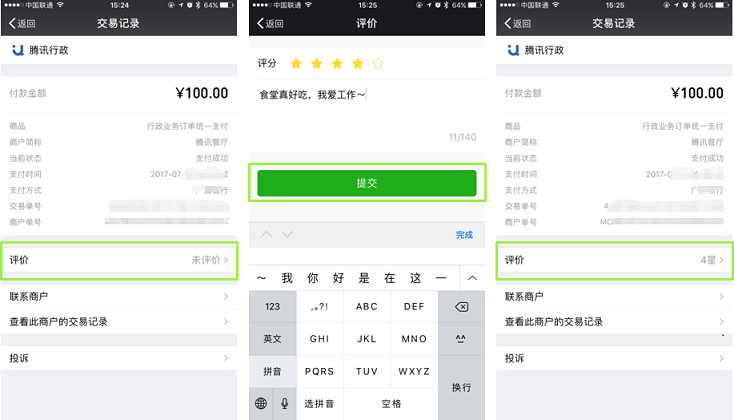 中国联通 15:24 64%
返回 交易记录
腾讯行政
付款金额 ¥100.00
商品 行政业务订单统一支付
商户简称 腾讯餐厅
当前状态 支付成功
支付时间 2017-07
支付方式
交易单号
商户单号
评价 未评价
联系商户
查看此商户的交易记录
投诉
中国联通 15:25 64%
返回 评价
评分
食堂真好吃，我爱工作～
11/140
提交
完成
～ 我 你 好 是 在 这 一
123 ,。?! ABC DEF
英文 GHI JKL MNO ^^
拼音 PQRS TUV WXYZ
换行
选拼音 空格
中国联通 15:25 64%
返回 交易记录
腾讯行政
付款金额 ¥100.00
商品 行政业务订单统一支付
商户简称 腾讯餐厅
当前状态 支付成功
支付时间 2017-0
支付方式
交易单号
商户单号
评价 4星
联系商户
查看此商户的交易记录
投诉